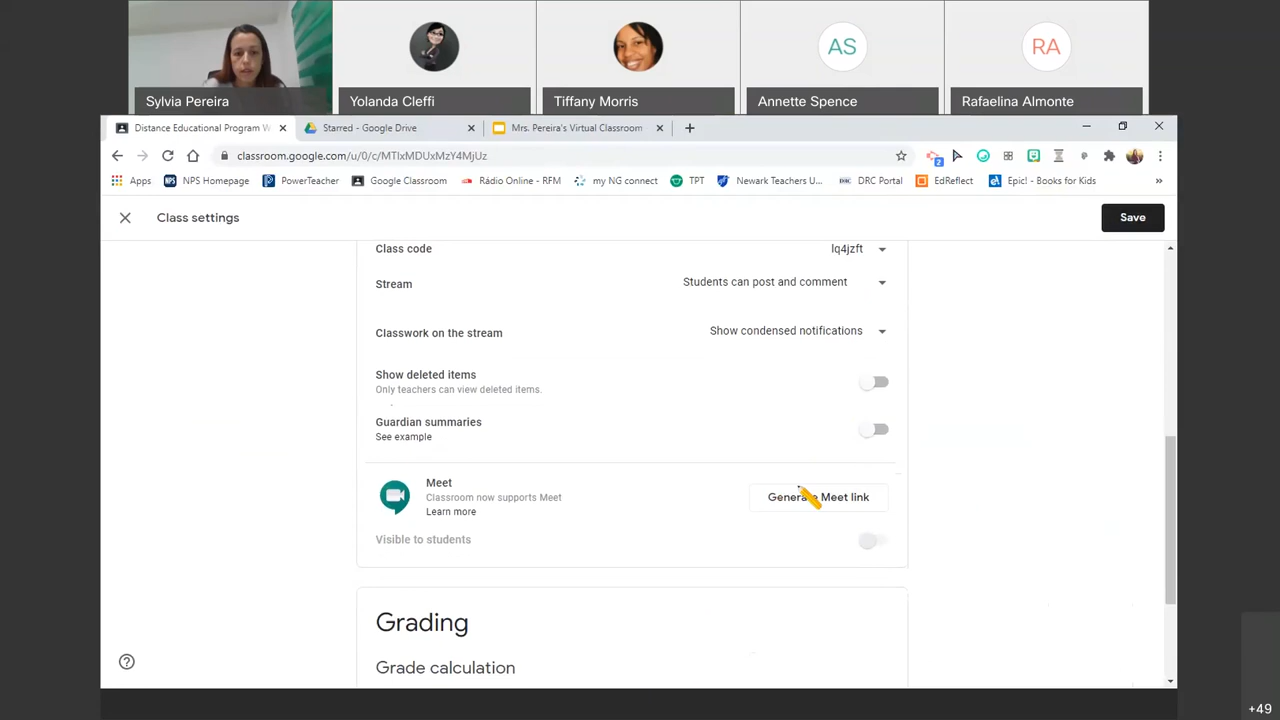 AS
RA
Sylvia Pereira
Yolanda Cleffi
Tiffany Morris
Annette Spence
Rafaelina Almonte
Distance Educational Program W
Starred - Google Drive
Mrs. Pereira's Virtual Classroom
classroom.google.com/u/0/c/MTIxMDUxMzY4MjUz
2
Apps
NPS Homepage
PowerTeacher
Google Classroom
Rádio Online - RFM
my NG connect
TPT
Newark Teachers U...
DRC Portal
EdReflect
Epic! - Books for Kids
Class settings
Save
Class code
lq4jzft
Stream
Students can post and comment
Classwork on the stream
Show condensed notifications
Show deleted items
Only teachers can view deleted items.
Guardian summaries
See example
Meet
Classroom now supports Meet
Learn more
Generate Meet link
Visible to students
Grading
Grade calculation
+49